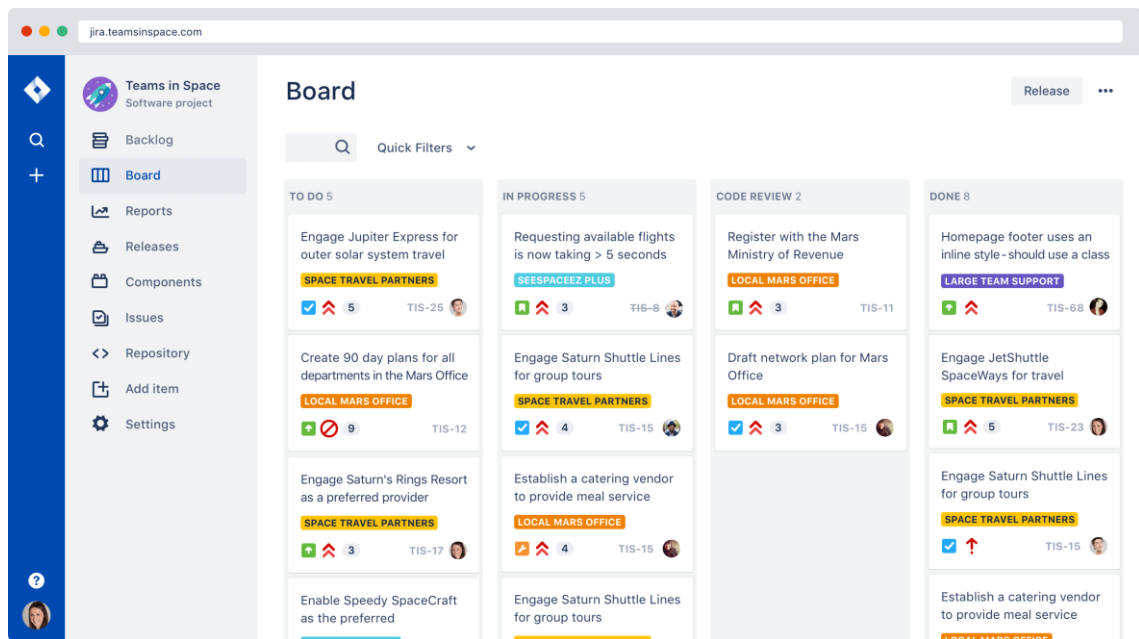 jira.teamsinspace.com
Teams in Space
Software project
Backlog
Board
Reports
Releases
Components
Issues
Repository
Add item
Settings
Board
Release
Quick Filters
TO DO 5
Engage Jupiter Express for
outer solar system travel
SPACE TRAVEL PARTNERS
5 TIS-25
Create 90 day plans for all
departments in the Mars Office
LOCAL MARS OFFICE
9 TIS-12
Engage Saturn's Rings Resort
as a preferred provider
SPACE TRAVEL PARTNERS
3 TIS-17
Enable Speedy SpaceCraft
as the preferred
IN PROGRESS 5
Requesting available flights
is now taking > 5 seconds
SEESPACEEZ PLUS
3 TIS-8
Engage Saturn Shuttle Lines
for group tours
SPACE TRAVEL PARTNERS
4 TIS-15
Establish a catering vendor
to provide meal service
LOCAL MARS OFFICE
4 TIS-15
Engage Saturn Shuttle Lines
for group tours
CODE REVIEW 2
Register with the Mars
Ministry of Revenue
LOCAL MARS OFFICE
3 TIS-11
Draft network plan for Mars
Office
LOCAL MARS OFFICE
3 TIS-15
DONE 8
Homepage footer uses an
inline style-should use a class
LARGE TEAM SUPPORT
TIS-68
Engage JetShuttle
SpaceWays for travel
SPACE TRAVEL PARTNERS
5 TIS-23
Engage Saturn Shuttle Lines
for group tours
SPACE TRAVEL PARTNERS
TIS-15
Establish a catering vendor
to provide meal service
LOCAL MARS OFFICE
?